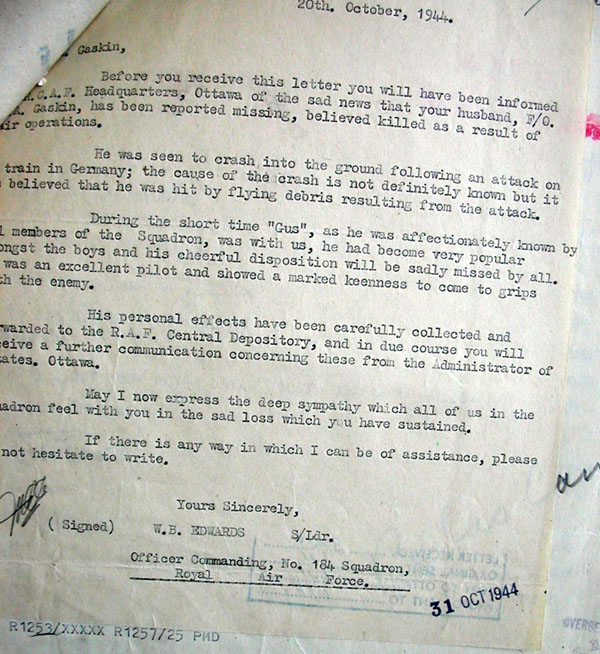 20th. October, 1944.
Gaskin,
Before you receive this letter you will have been informed
R.C.A.F. Headquarters, Ottawa of the sad news that your husband, F/O.
Gaskin, has been reported missing, believed killed as a result of
ir operations.
He was seen to crash into the ground following an attack on
train in Germany; the cause of the crash is not definitely known but it
believed that he was hit by flying debris resulting from the attack.
During the short time "Gus", as he was affectionately known by
l members of the Squadron, was with us, he had become very popular
ongst the boys and his cheerful disposition will be sadly missed by all.
was an excellent pilot and showed a marked keenness to come to grips
th the enemy.
His personal effects have been carefully collected and
rwarded to the R.A.F. Central Depository, and in due course you will
ceive a further communication concerning these from the Administrator of
tates. Ottawa.
May I now express the deep sympathy which all of us in the
uadron feel with you in the sad loss which you have sustained.
If there is any way in which I can be of assistance, please
not hesitate to write.
Yours Sincerely,
(Signed) W.B. EDWARDS S/Ldr.
Officer Commanding, No. 184 Squadron,
Royal Air Force.
31 OCT 1944
R1253/XXXXX R1257/25 PMD